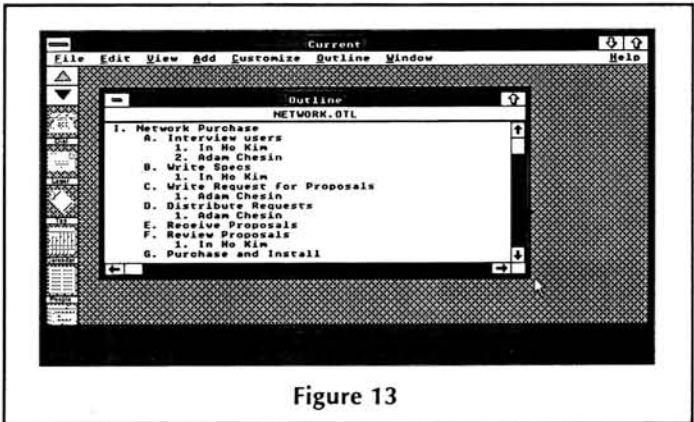 Current
File Edit View Add Customize Outline Window Help
Outline
NETWORK.OTL
I. Network Purchase
A. Interview users
1. In Ho Kim
2. Adam Chesin
B. Write Specs
1. In Ho Kim
C. Write Request for Proposals
1. Adam Chesin
D. Distribute Requests
1. Adam Chesin
E. Receive Proposals
F. Review Proposals
1. In Ho Kim
G. Purchase and Install
Figure 13